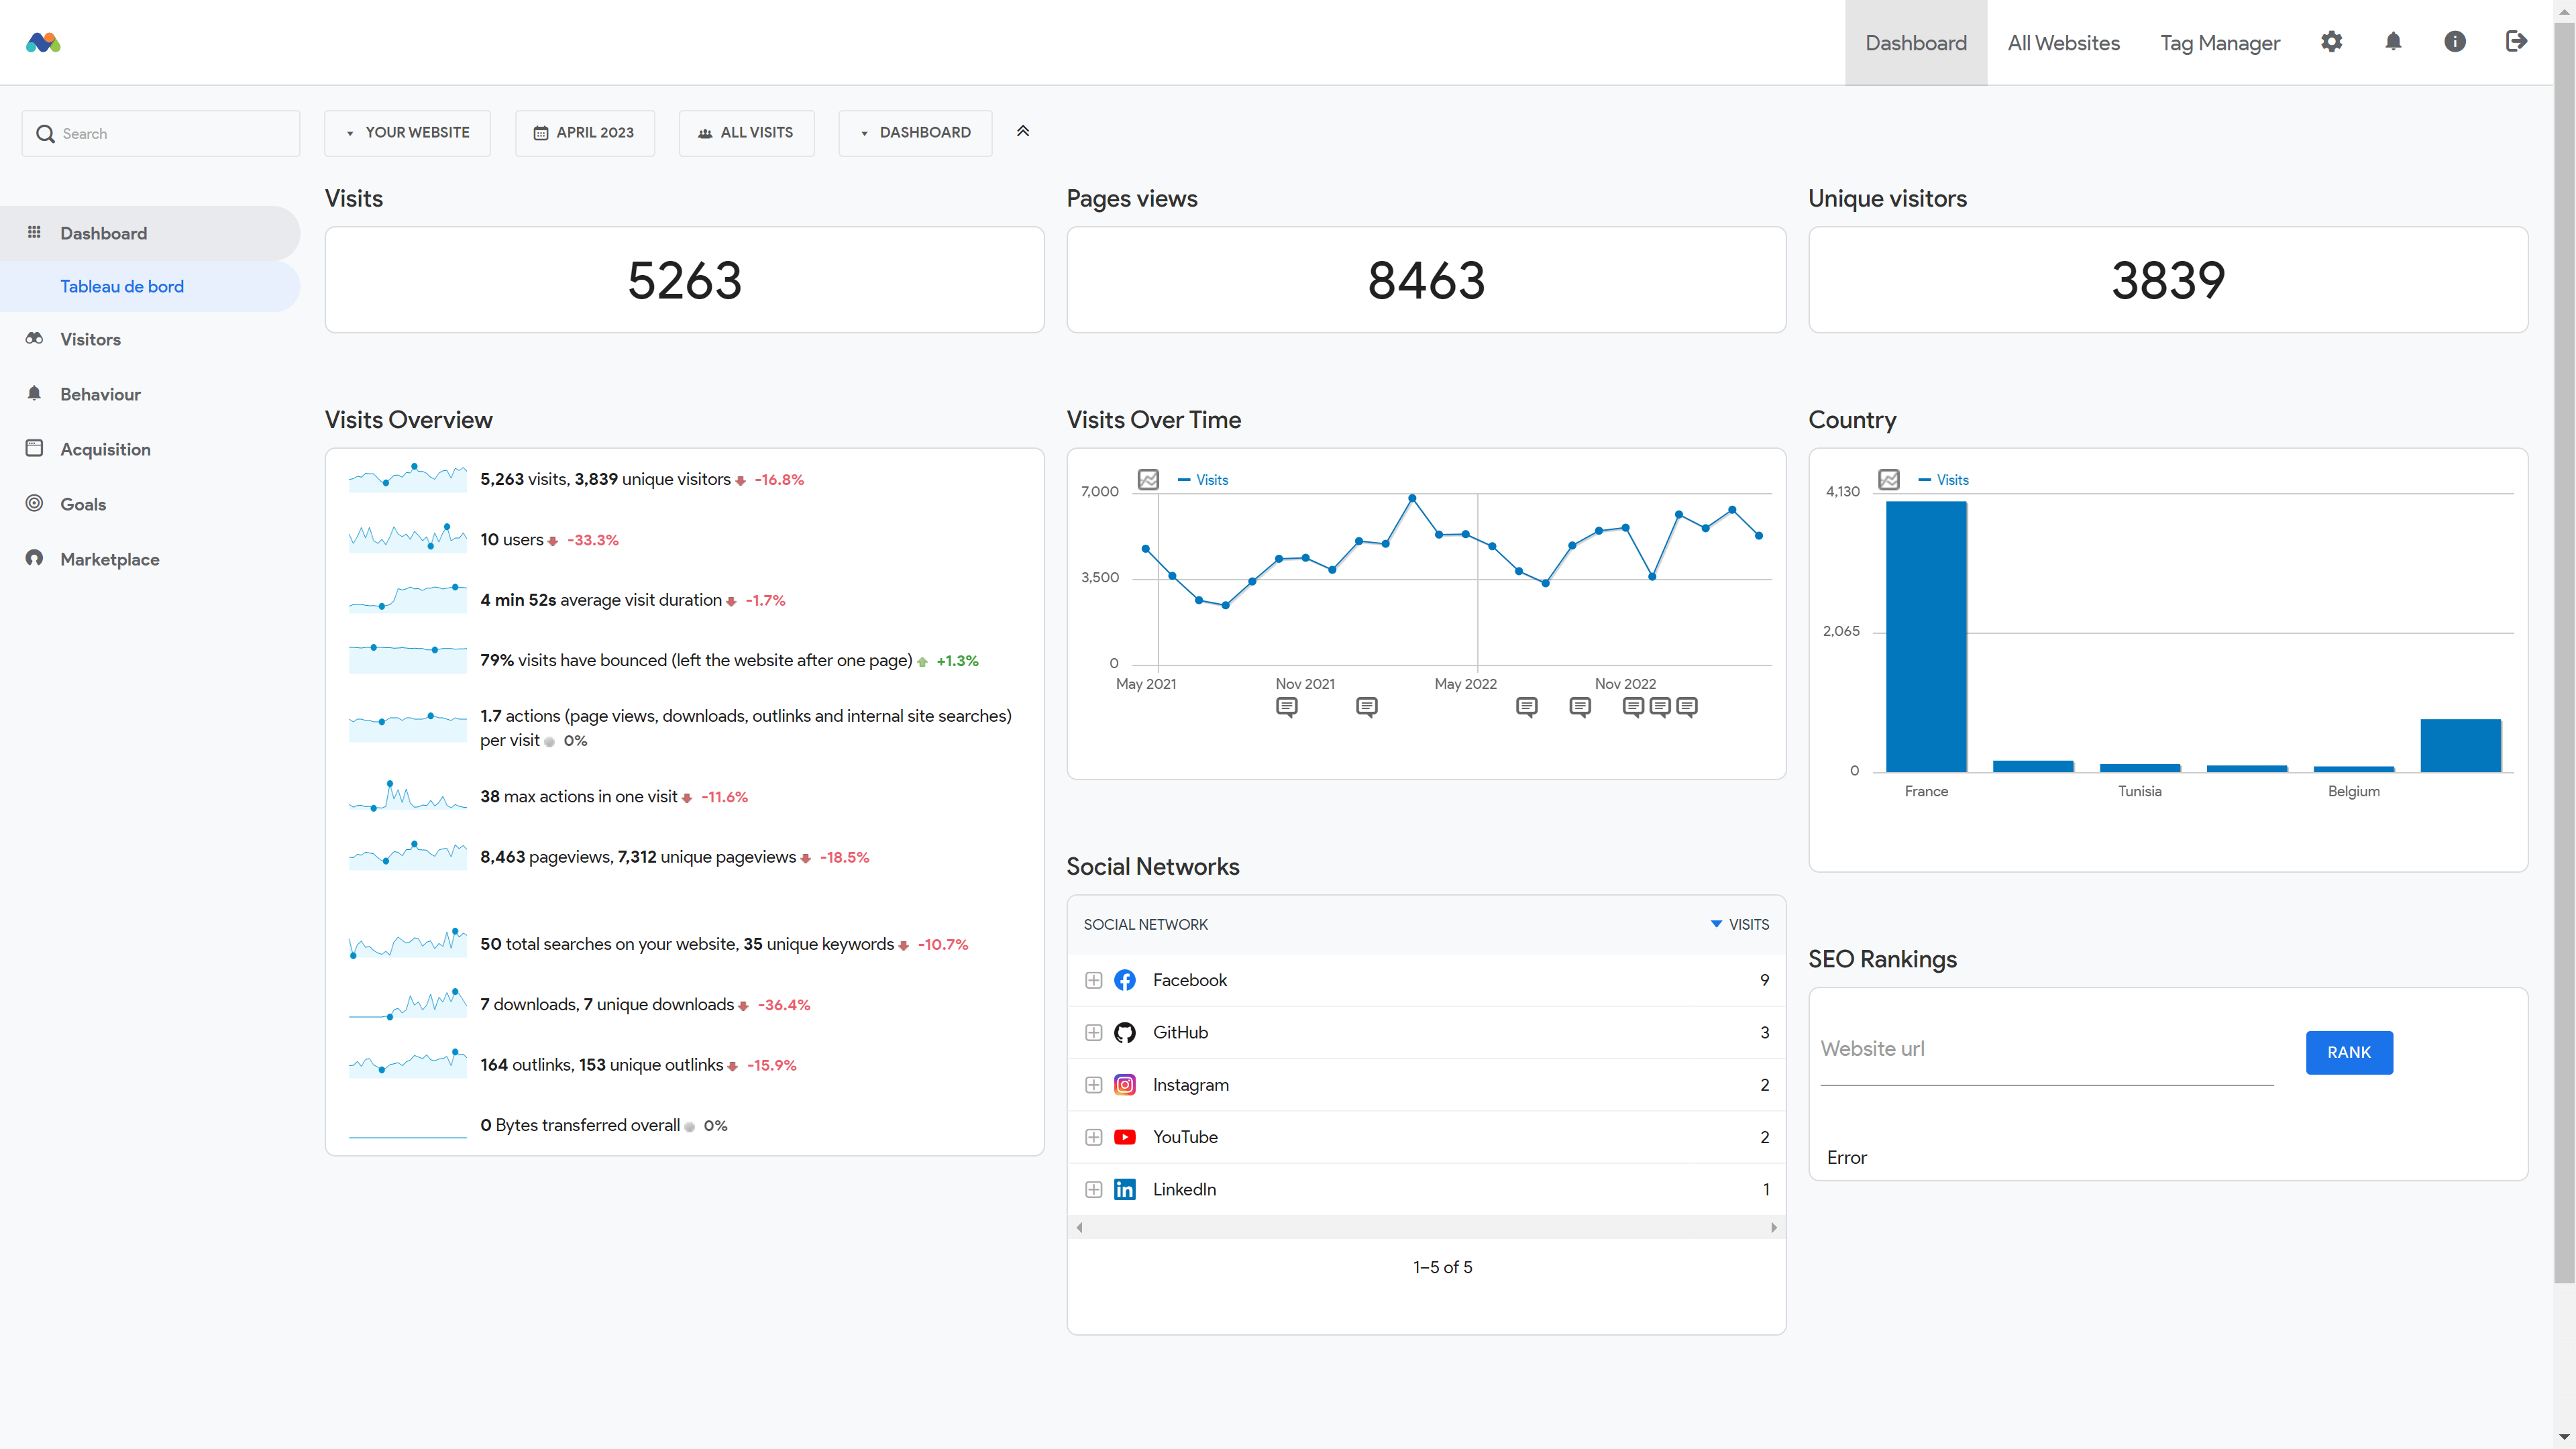 Dashboard
All Websites
Tag Manager
Search
YOUR WEBSITE
APRIL 2023
ALL VISITS
DASHBOARD
Dashboard
Tableau de bord
Visitors
Behaviour
Acquisition
Goals
Marketplace
Visits
5263
Pages views
8463
Unique visitors
3839
Visits Overview
5,263 visits, 3,839 unique visitors -16.8%
10 users -33.3%
4 min 52s average visit duration -1.7%
79% visits have bounced (left the website after one page) +1.3%
1.7 actions (page views, downloads, outlinks and internal site searches)
per visit 0%
38 max actions in one visit -11.6%
8,463 pageviews, 7,312 unique pageviews -18.5%
50 total searches on your website, 35 unique keywords -10.7%
7 downloads, 7 unique downloads -36.4%
164 outlinks, 153 unique outlinks -15.9%
0 Bytes transferred overall 0%
Visits Over Time
Visits
7,000
3,500
0
May 2021
Nov 2021
May 2022
Nov 2022
Social Networks
SOCIAL NETWORK
VISITS
Facebook 9
GitHub 3
Instagram 2
YouTube 2
LinkedIn 1
1–5 of 5
Country
Visits
4,130
2,065
0
France
Tunisia
Belgium
SEO Rankings
Website url
RANK
Error